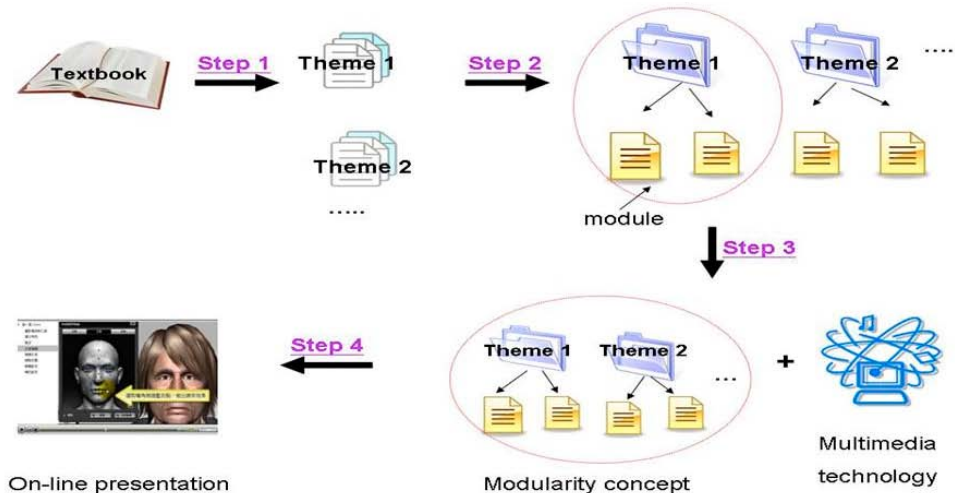 Textbook
Step 1
Theme 1
Theme 2
.....
Step 2
Theme 1
Theme 2
....
module
Step 3
Theme 1
Theme 2
...
+
Modularity concept
Multimedia
technology
Step 4
On-line presentation